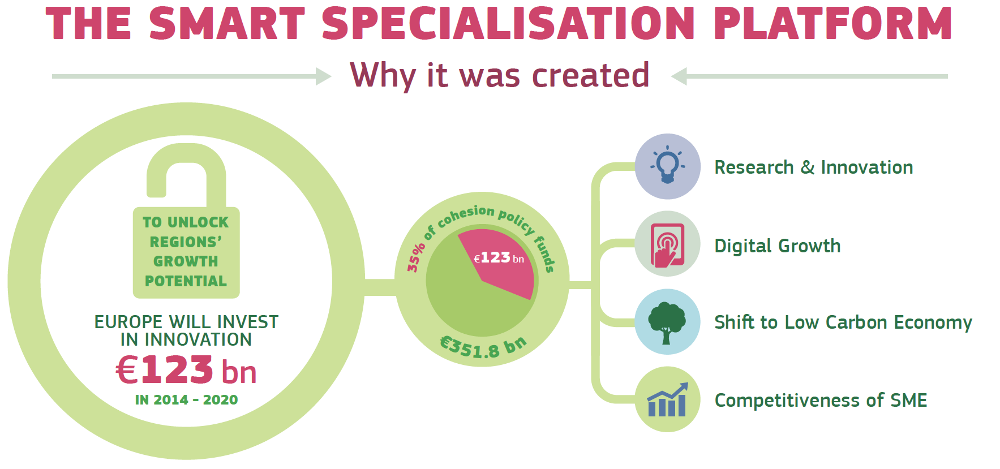 THE SMART SPECIALISATION PLATFORM
Why it was created
TO UNLOCK
REGIONS'
GROWTH
POTENTIAL
EUROPE WILL INVEST
IN INNOVATION
€123 bn
IN 2014 - 2020
35% of cohesion policy funds
€123 bn
€351.8 bn
Research & Innovation
Digital Growth
Shift to Low Carbon Economy
Competitiveness of SME